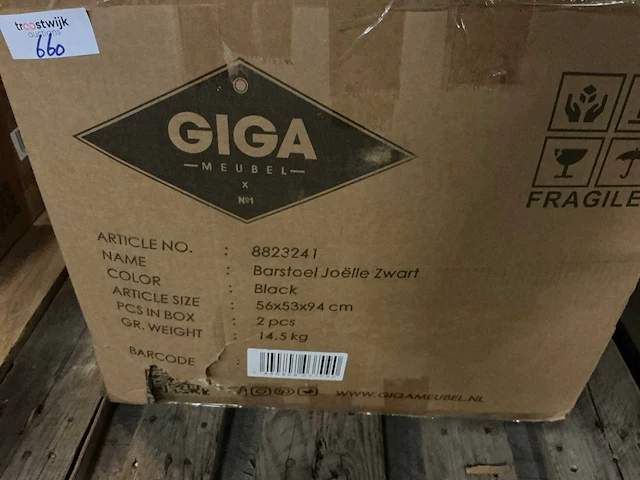 troostwijk
auctions
660
GIGA
MEUBEL
x
Nº1
FRAGILE
ARTICLE NO. : 8823241
NAME : Barstoel Joëlle Zwart
COLOR : Black
ARTICLE SIZE : 56x53x94 cm
PCS IN BOX : 2 pcs
GR. WEIGHT : 14.5 kg
BARCODE :
WWW.GIGAMEUBEL.NL